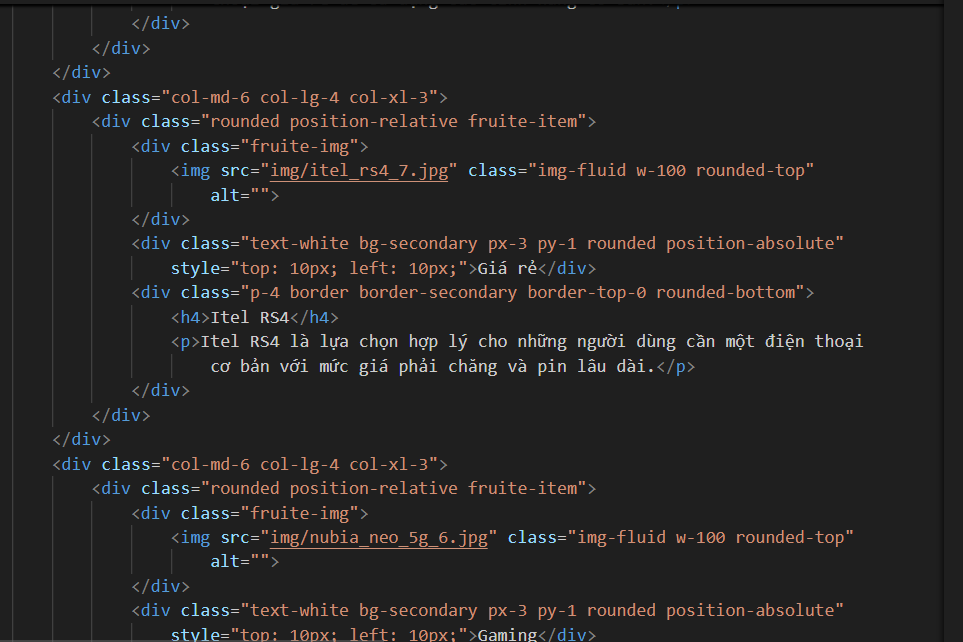 </div>
</div>
</div>
<div class="col-md-6 col-lg-4 col-xl-3">
<div class="rounded position-relative fruite-item">
<div class="fruite-img">
<img src="img/itel_rs4_7.jpg" class="img-fluid w-100 rounded-top"
alt="">
</div>
<div class="text-white bg-secondary px-3 py-1 rounded position-absolute"
style="top: 10px; left: 10px;">Giá rẻ</div>
<div class="p-4 border border-secondary border-top-0 rounded-bottom">
<h4>Itel RS4</h4>
<p>Itel RS4 là lựa chọn hợp lý cho những người dùng cần một điện thoại
cơ bản với mức giá phải chăng và pin lâu dài.</p>
</div>
</div>
</div>
<div class="col-md-6 col-lg-4 col-xl-3">
<div class="rounded position-relative fruite-item">
<div class="fruite-img">
<img src="img/nubia_neo_5g_6.jpg" class="img-fluid w-100 rounded-top"
alt="">
</div>
<div class="text-white bg-secondary px-3 py-1 rounded position-absolute"
style="top: 10px; left: 10px;">Gaming</div>